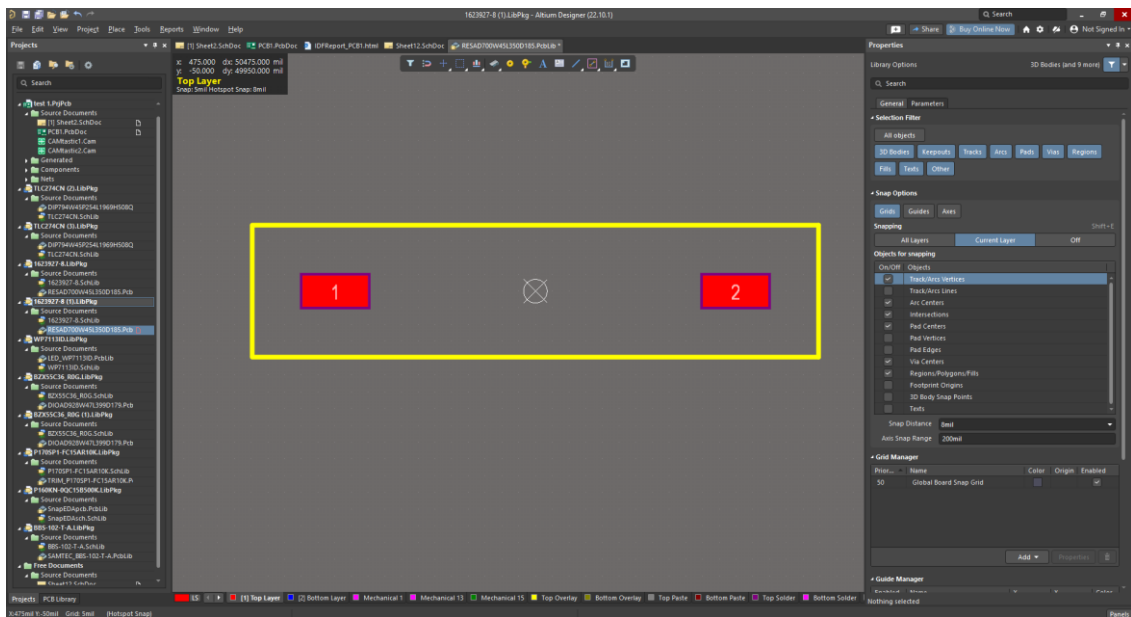 1623927-8 (1).LibPkg - Altium Designer (22.10.1)
Search
File Edit View Project Place Tools Reports Window Help
Share
Buy Online Now
Not Signed In
Projects
[1] Sheet2.SchDoc
PCB1.PcbDoc
IDFReport_PCB1.html
Sheet12.SchDoc
RESAD700W45L350D185.PcbLib *
Search
test 1.PrjPcb
Source Documents
[1] Sheet2.SchDoc
PCB1.PcbDoc
CAMtastic1.Cam
CAMtastic2.Cam
Generated
Components
Nets
TLC274CN (2).LibPkg
Source Documents
DIP794W45P254L1969H508Q
TLC274CN.SchLib
TLC274CN (3).LibPkg
Source Documents
DIP794W45P254L1969H508Q
TLC274CN.SchLib
1623927-8.LibPkg
Source Documents
1623927-8.SchLib
RESAD700W45L350D185.Pcb
1623927-8 (1).LibPkg
Source Documents
1623927-8.SchLib
RESAD700W45L350D185.Pcb
WP7113ID.LibPkg
Source Documents
LED_WP7113ID.PcbLib
WP7113ID.SchLib
BZX55C36_R0G.LibPkg
Source Documents
BZX55C36_R0G.SchLib
DIOAD928W47L399D179.Pcb
BZX55C36_R0G (1).LibPkg
Source Documents
BZX55C36_R0G.SchLib
DIOAD928W47L399D179.Pcb
P170SP1-FC15AR10K.LibPkg
Source Documents
P170SP1-FC15AR10K.SchLib
TRIM_P170SP1-FC15AR10K.P
P160KN-0QC15B500K.LibPkg
Source Documents
SnapEDApcb.PcbLib
SnapEDAsch.SchLib
BBS-102-T-A.LibPkg
Source Documents
BBS-102-T-A.SchLib
SAMTEC_BBS-102-T-A.PcbLib
Free Documents
Source Documents
Sheet12.SchDoc
Projects PCB Library
x: 475.000 dx: 50475.000 mil
y: -50.000 dy: 49950.000 mil
Top Layer
Snap: 5mil Hotspot Snap: 8mil
1
2
LS
[1] Top Layer
[2] Bottom Layer
Mechanical 1
Mechanical 13
Mechanical 15
Top Overlay
Bottom Overlay
Top Paste
Bottom Paste
Top Solder
Bottom Solder
Properties
Library Options
3D Bodies (and 9 more)
Search
General Parameters
Selection Filter
All objects
3D Bodies Keepouts Tracks Arcs Pads Vias Regions
Fills Texts Other
Snap Options
Grids Guides Axes
Snapping Shift+E
All Layers Current Layer Off
Objects for snapping
On/Off Objects
Track/Arcs Vertices
Track/Arcs Lines
Arc Centers
Intersections
Pad Centers
Pad Vertices
Pad Edges
Via Centers
Regions/Polygons/Fills
Footprint Origins
3D Body Snap Points
Texts
Snap Distance 8mil
Axis Snap Range 200mil
Grid Manager
Prior... Name Color Origin Enabled
50 Global Board Snap Grid
Add Properties
Guide Manager
Enabled Name X Y Color
Nothing selected
X:475mil Y:-50mil Grid: 5mil (Hotspot Snap)
Panels